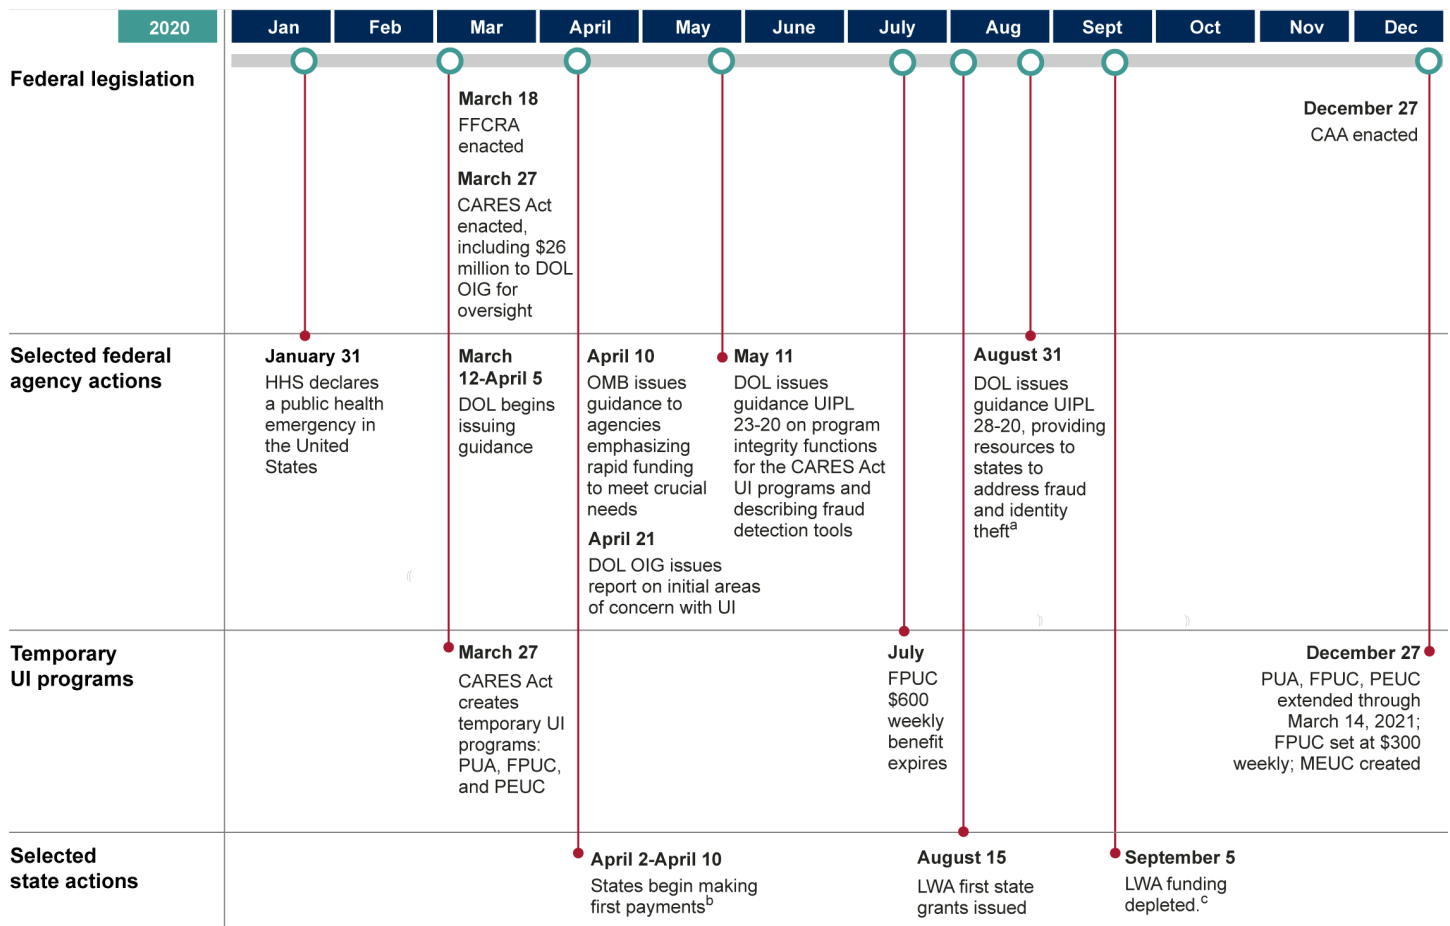 2020
Jan
Feb
Mar
April
May
June
July
Aug
Sept
Oct
Nov
Dec
Federal legislation
March 18
FFCRA
enacted
March 27
CARES Act
enacted,
including $26
million to DOL
OIG for
oversight
December 27
CAA enacted
Selected federal
agency actions
January 31
HHS declares
a public health
emergency in
the United
States
March
12-April 5
DOL begins
issuing
guidance
April 10
OMB issues
guidance to
agencies
emphasizing
rapid funding
to meet crucial
needs
April 21
DOL OIG issues
report on initial areas
of concern with UI
May 11
DOL issues
guidance UIPL
23-20 on program
integrity functions
for the CARES Act
UI programs and
describing fraud
detection tools
August 31
DOL issues
guidance UIPL
28-20, providing
resources to
states to
address fraud
and identity
theftᵃ
Temporary
UI programs
March 27
CARES Act
creates
temporary UI
programs:
PUA, FPUC,
and PEUC
July
FPUC
$600
weekly
benefit
expires
December 27
PUA, FPUC, PEUC
extended through
March 14, 2021;
FPUC set at $300
weekly; MEUC created
Selected
state actions
April 2-April 10
States begin making
first paymentsᵇ
August 15
LWA first state
grants issued
September 5
LWA funding
depleted.ᶜ